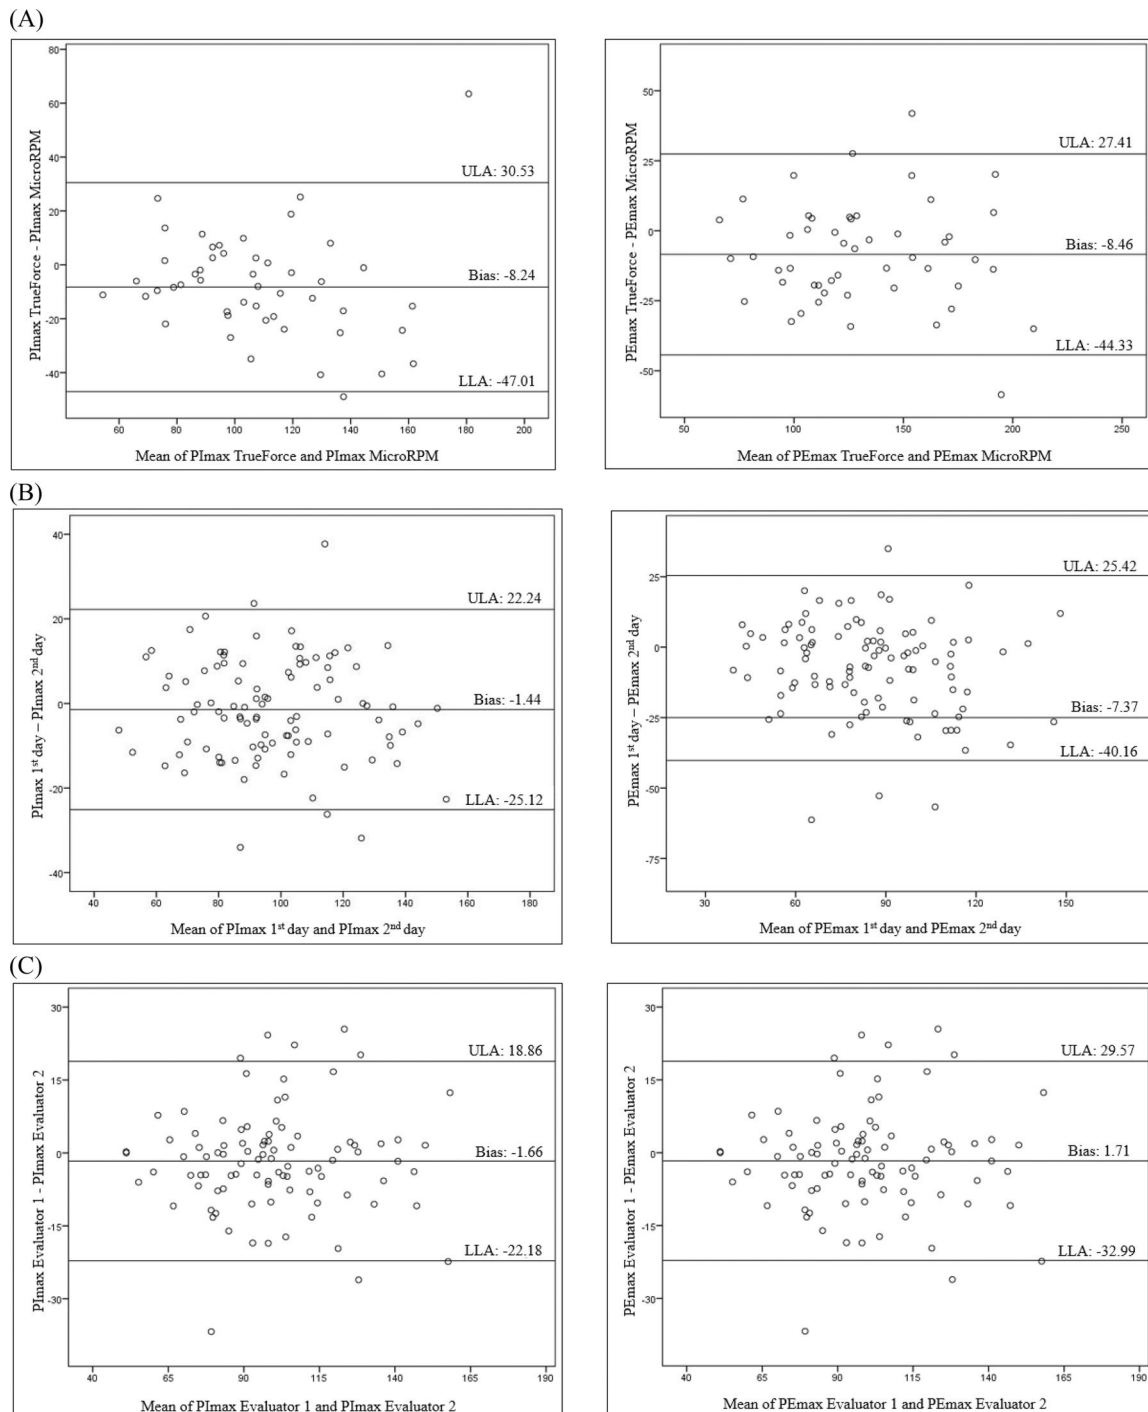 (A)
80
60
40
20
0
-20
-40
60
80
100
120
140
160
180
200
PImax TrueForce - PImax MicroRPM
ULA: 30.53
Bias: -8.24
LLA: -47.01
Mean of PImax TrueForce and PImax MicroRPM
50
25
0
-25
-50
50
100
150
200
250
PEmax TrueForce - PEmax MicroRPM
ULA: 27.41
Bias: -8.46
LLA: -44.33
Mean of PEmax TrueForce and PEmax MicroRPM
(B)
40
20
0
-20
-40
40
60
80
100
120
140
160
180
PImax 1st day – PImax 2nd day
ULA: 22.24
Bias: -1.44
LLA: -25.12
Mean of PImax 1st day and PImax 2nd day
25
0
-25
-50
-75
30
60
90
120
150
PEmax 1st day – PEmax 2nd day
ULA: 25.42
Bias: -7.37
LLA: -40.16
Mean of PEmax 1st day and PEmax 2nd day
(C)
30
15
0
-15
-30
40
65
90
115
140
165
190
PImax Evaluator 1 - PImax Evaluator 2
ULA: 18.86
Bias: -1.66
LLA: -22.18
Mean of PImax Evaluator 1 and PImax Evaluator 2
30
15
0
-15
-30
40
65
90
115
140
165
190
PEmax Evaluator 1 - PEmax Evaluator 2
ULA: 29.57
Bias: 1.71
LLA: -32.99
Mean of PEmax Evaluator 1 and PEmax Evaluator 2